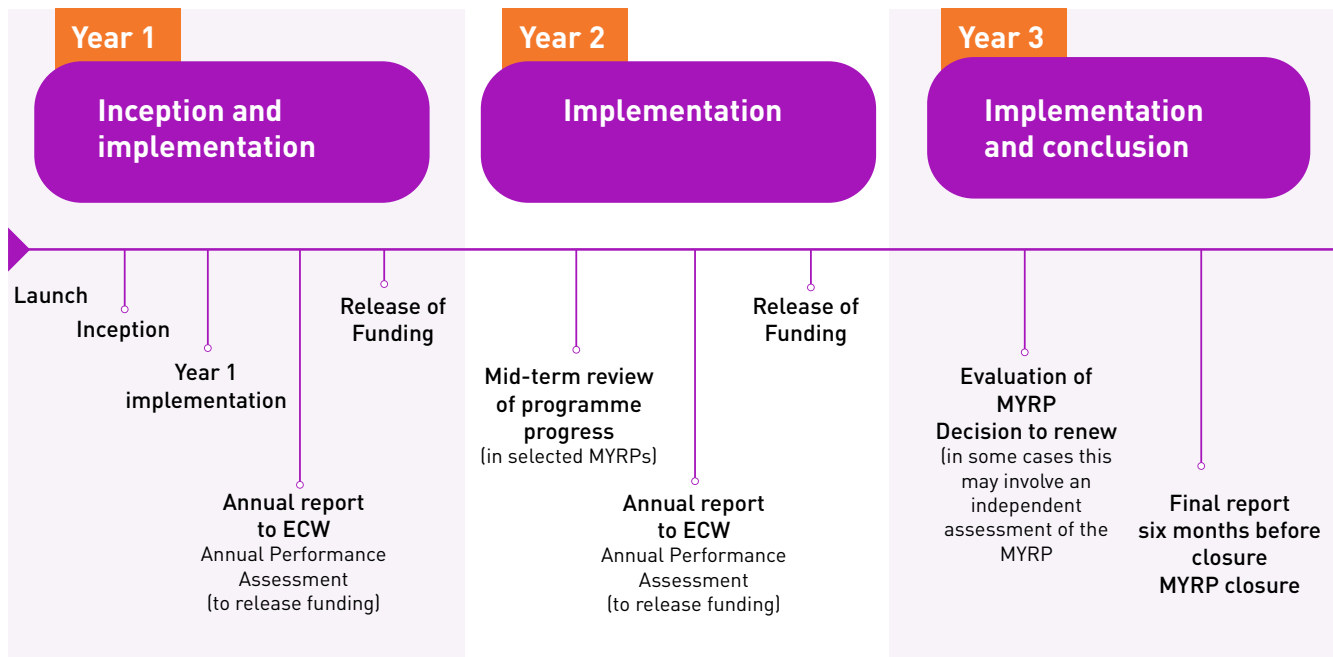 Year 1
Inception and
implementation
Launch
Inception
Year 1
implementation
Annual report
to ECW
Annual Performance
Assessment
(to release funding)
Release of
Funding
Year 2
Implementation
Mid-term review
of programme
progress
(in selected MYRPs)
Annual report
to ECW
Annual Performance
Assessment
(to release funding)
Release of
Funding
Year 3
Implementation
and conclusion
Evaluation of
MYRP
Decision to renew
(in some cases this
may involve an
independent
assessment of the
MYRP
Final report
six months before
closure
MYRP closure